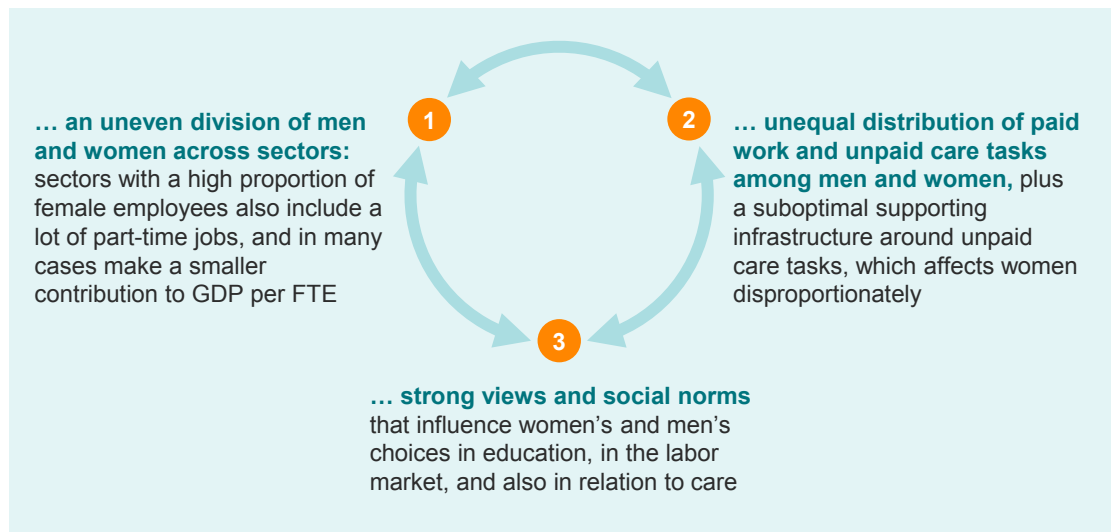 1
… an uneven division of men
and women across sectors:
sectors with a high proportion of
female employees also include a
lot of part-time jobs, and in many
cases make a smaller
contribution to GDP per FTE
2
… unequal distribution of paid
work and unpaid care tasks
among men and women, plus
a suboptimal supporting
infrastructure around unpaid
care tasks, which affects women
disproportionately
3
… strong views and social norms
that influence women’s and men’s
choices in education, in the labor
market, and also in relation to care